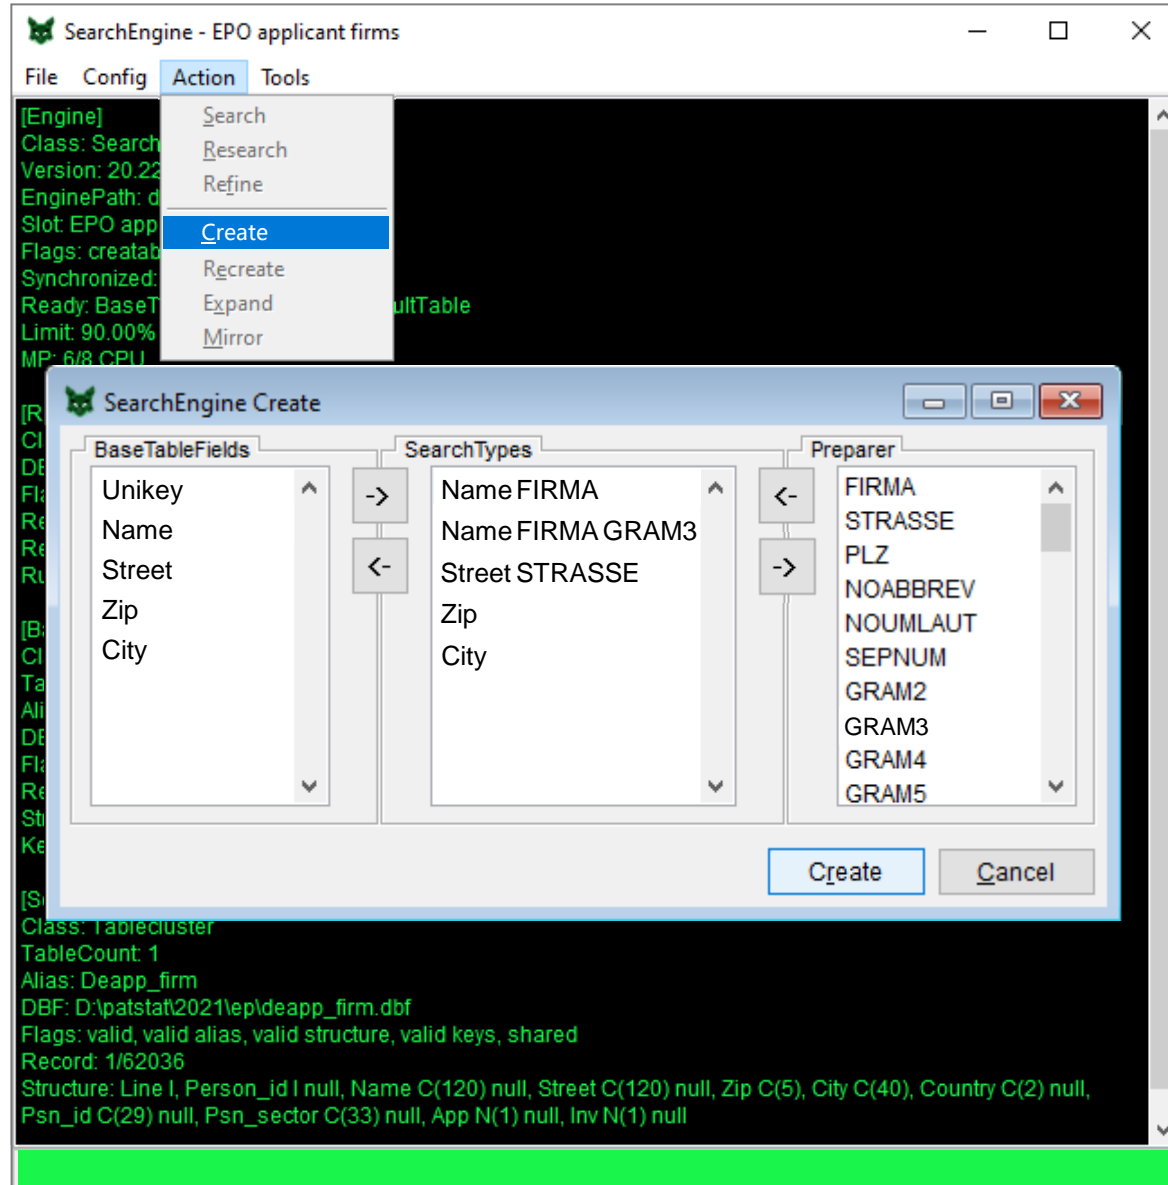 SearchEngine - EPO applicant firms
File Config Action Tools
[Engine]
Class: Search
Version: 20.22
EnginePath: d
Slot: EPO app
Flags: creatab
Synchronized:
Ready: BaseT ultTable
Limit: 90.00%
MP: 6/8 CPU
Search
Research
Refine
Create
Recreate
Expand
Mirror
SearchEngine Create
BaseTableFields
Unikey
Name
Street
Zip
City
->
<-
SearchTypes
Name FIRMA
Name FIRMA GRAM3
Street STRASSE
Zip
City
<-
->
Preparer
FIRMA
STRASSE
PLZ
NOABBREV
NOUMLAUT
SEPNUM
GRAM2
GRAM3
GRAM4
GRAM5
Create Cancel
Class: Tablecluster
TableCount: 1
Alias: Deapp_firm
DBF: D:\patstat\2021\ep\deapp_firm.dbf
Flags: valid, valid alias, valid structure, valid keys, shared
Record: 1/62036
Structure: Line I, Person_id I null, Name C(120) null, Street C(120) null, Zip C(5), City C(40), Country C(2) null,
Psn_id C(29) null, Psn_sector C(33) null, App N(1) null, Inv N(1) null